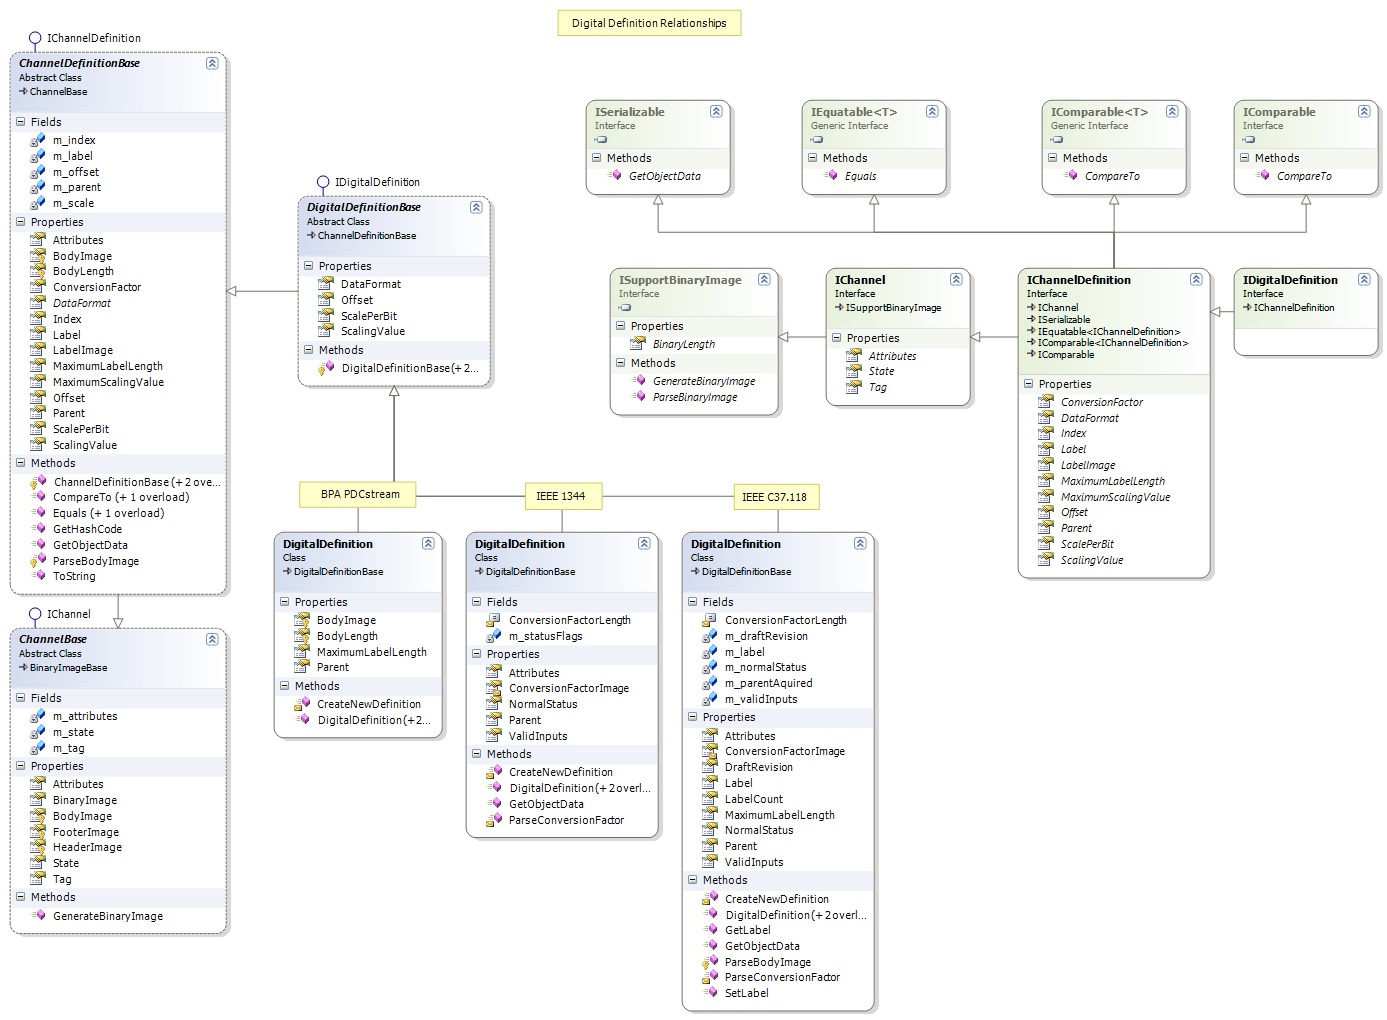 Digital Definition Relationships
IChannelDefinition
ChannelDefinitionBase
Abstract Class
ChannelBase
Fields
m_index
m_label
m_offset
m_parent
m_scale
Properties
Attributes
BodyImage
BodyLength
ConversionFactor
DataFormat
Index
Label
LabelImage
MaximumLabelLength
MaximumScalingValue
Offset
Parent
ScalePerBit
ScalingValue
Methods
ChannelDefinitionBase (+ 2 ove...
CompareTo (+ 1 overload)
Equals (+ 1 overload)
GetHashCode
GetObjectData
ParseBodyImage
ToString
IChannel
ChannelBase
Abstract Class
BinaryImageBase
Fields
m_attributes
m_state
m_tag
Properties
Attributes
BinaryImage
BodyImage
FooterImage
HeaderImage
State
Tag
Methods
GenerateBinaryImage
IDigitalDefinition
DigitalDefinitionBase
Abstract Class
ChannelDefinitionBase
Properties
DataFormat
Offset
ScalePerBit
ScalingValue
Methods
DigitalDefinitionBase(+ 2...
BPA PDCstream
IEEE 1344
IEEE C37.118
DigitalDefinition
Class
DigitalDefinitionBase
Properties
BodyImage
BodyLength
MaximumLabelLength
Parent
Methods
CreateNewDefinition
DigitalDefinition(+2...
DigitalDefinition
Class
DigitalDefinitionBase
Fields
ConversionFactorLength
m_statusFlags
Properties
Attributes
ConversionFactorImage
NormalStatus
Parent
ValidInputs
Methods
CreateNewDefinition
DigitalDefinition(+ 2 overl...
GetObjectData
ParseConversionFactor
DigitalDefinition
Class
DigitalDefinitionBase
Fields
ConversionFactorLength
m_draftRevision
m_label
m_normalStatus
m_parentAquired
m_validInputs
Properties
Attributes
ConversionFactorImage
DraftRevision
Label
LabelCount
MaximumLabelLength
NormalStatus
Parent
ValidInputs
Methods
CreateNewDefinition
DigitalDefinition(+ 2 overl...
GetLabel
GetObjectData
ParseBodyImage
ParseConversionFactor
SetLabel
ISerializable
Interface
Methods
GetObjectData
IEquatable<T>
Generic Interface
Methods
Equals
IComparable<T>
Generic Interface
Methods
CompareTo
IComparable
Interface
Methods
CompareTo
ISupportBinaryImage
Interface
Properties
BinaryLength
Methods
GenerateBinaryImage
ParseBinaryImage
IChannel
Interface
ISupportBinaryImage
Properties
Attributes
State
Tag
IChannelDefinition
Interface
IChannel
ISerializable
IEquatable<IChannelDefinition>
IComparable<IChannelDefinition>
IComparable
Properties
ConversionFactor
DataFormat
Index
Label
LabelImage
MaximumLabelLength
MaximumScalingValue
Offset
Parent
ScalePerBit
ScalingValue
IDigitalDefinition
Interface
IChannelDefinition